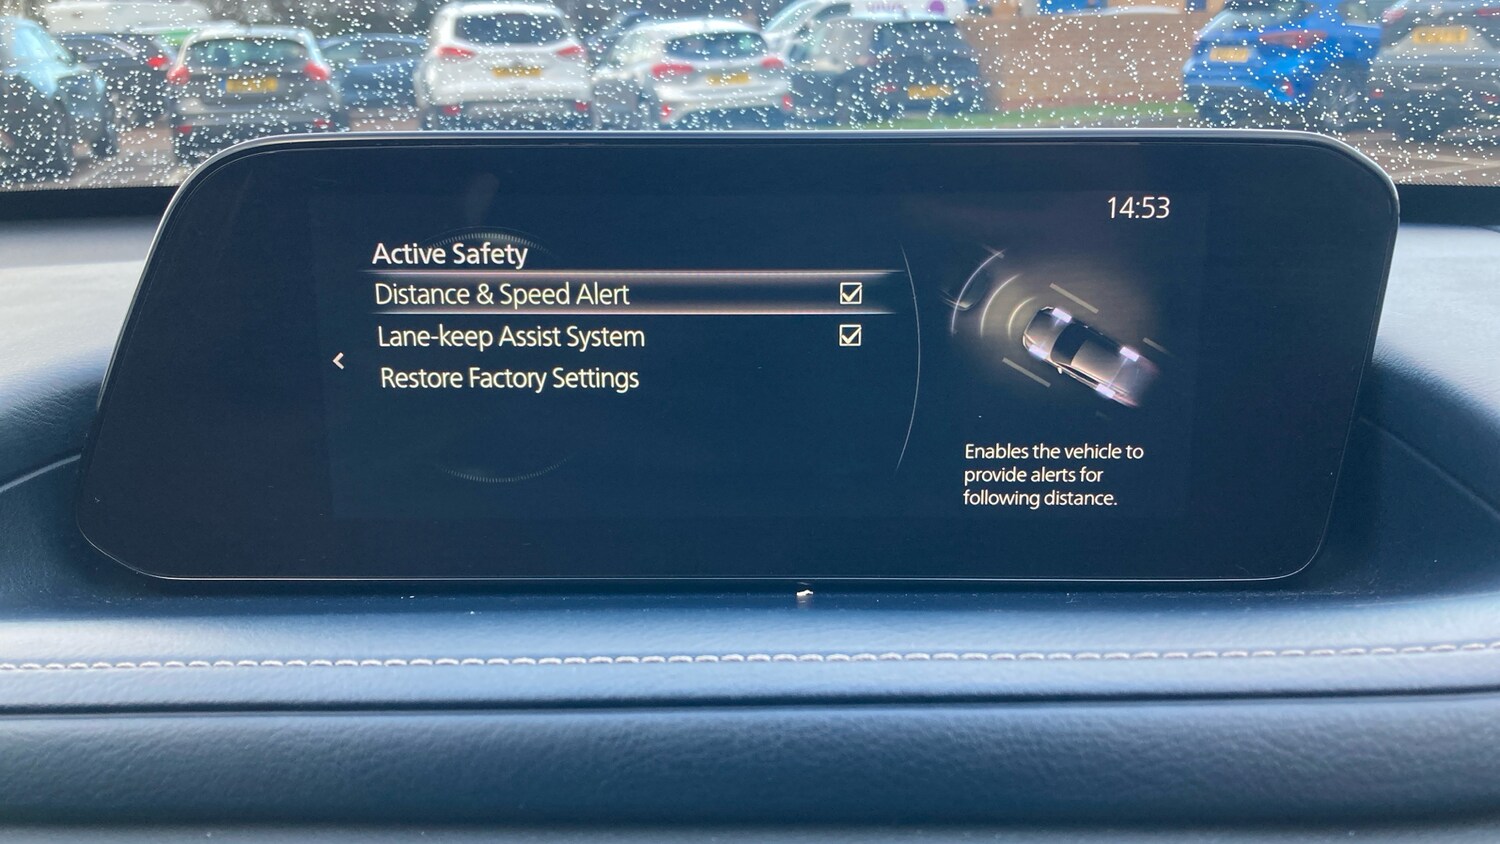 14:53
Active Safety
Distance & Speed Alert
Lane-keep Assist System
Restore Factory Settings
Enables the vehicle to
provide alerts for
following distance.